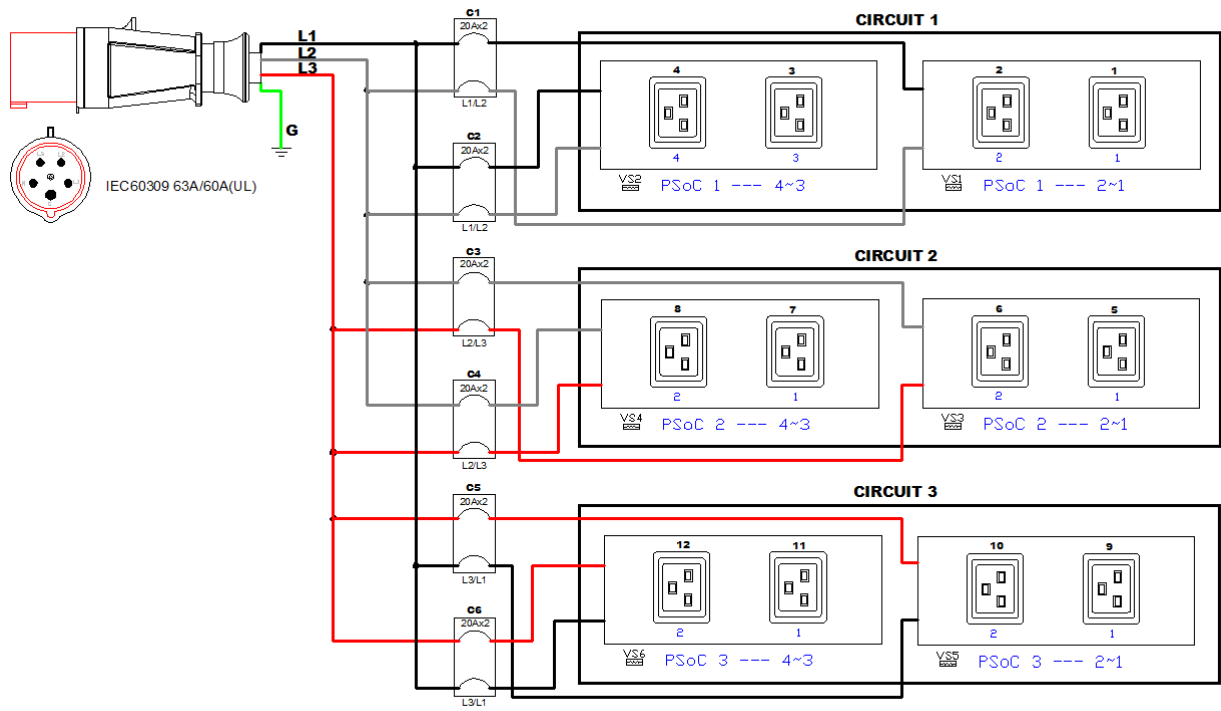 L1
L2
L3
G
IEC60309 63A/60A(UL)
C1
20Ax2
L1/L2
C2
20Ax2
L1/L2
C3
20Ax2
L2/L3
C4
20Ax2
L2/L3
C5
20Ax2
L3/L1
C6
20Ax2
L3/L1
CIRCUIT 1
4 3 2 1
4 3 2 1
VS2 PSoC 1 --- 4~3
VS1 PSoC 1 --- 2~1
CIRCUIT 2
8 7 6 5
2 1 2 1
VS4 PSoC 2 --- 4~3
VS3 PSoC 2 --- 2~1
CIRCUIT 3
12 11 10 9
2 1 2 1
VS6 PSoC 3 --- 4~3
VS5 PSoC 3 --- 2~1